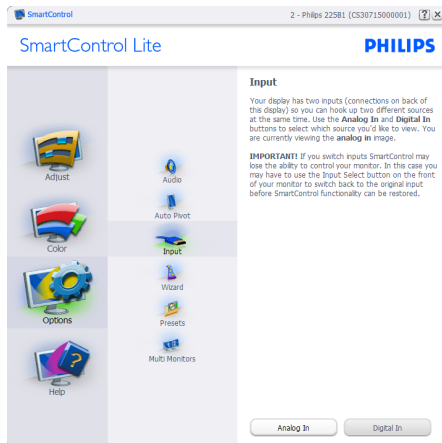 SmartControl
2 - Philips 225B1 (CS30715000001)
SmartControl Lite
PHILIPS
Adjust
Color
Options
Help
Audio
Auto Pivot
Input
Wizard
Presets
Multi Monitors
Input
Your display has two inputs (connections on back of
this display) so you can hook up two different sources
at the same time. Use the Analog In and Digital In
buttons to select which source you'd like to view. You
are currently viewing the analog in image.
IMPORTANT! If you switch inputs SmartControl may
lose the ability to control your monitor. In this case you
may have to use the Input Select button on the front
of your monitor to switch back to the original input
before SmartControl functionality can be restored.
Analog In
Digital In